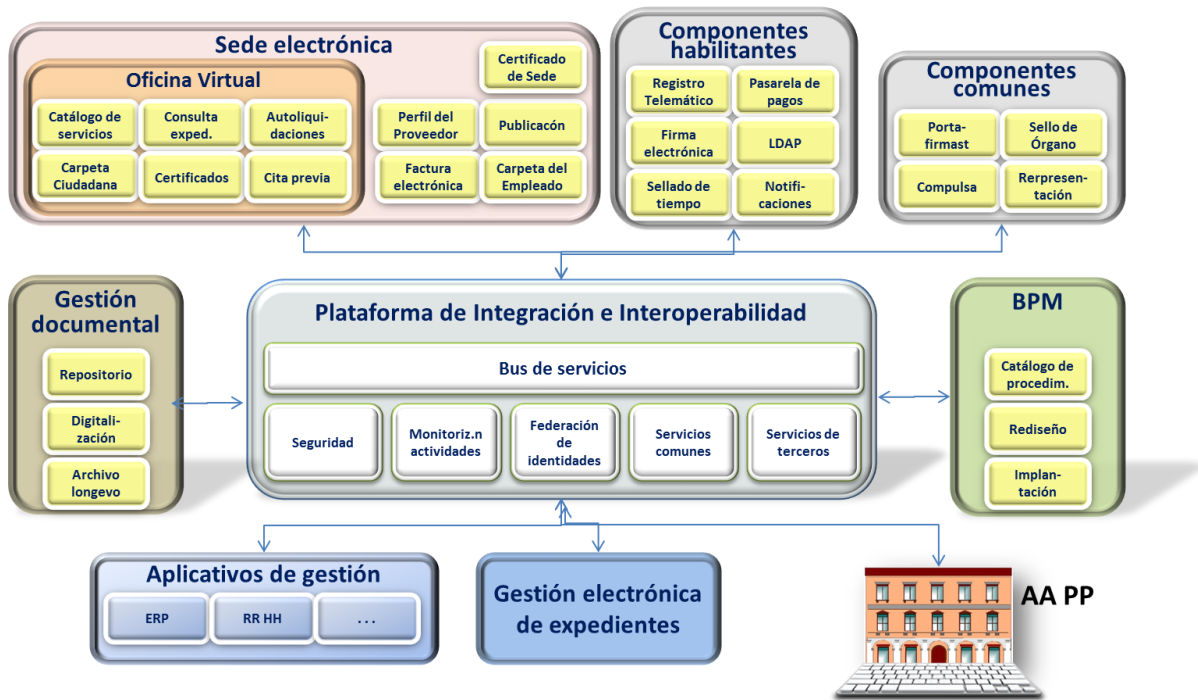 Sede electrónica
Oficina Virtual
Catálogo de
servicios
Consulta
exped.
Autoliqui-
daciones
Carpeta
Ciudadana
Certificados
Cita previa
Certificado
de Sede
Perfil del
Proveedor
Publicacón
Factura
electrónica
Carpeta del
Empleado
Componentes
habilitantes
Registro
Telemático
Pasarela de
pagos
Firma
electrónica
LDAP
Sellado de
tiempo
Notifi-
caciones
Componentes
comunes
Porta-
firmast
Sello de
Órgano
Compulsa
Rerpresen-
tación
Gestión
documental
Repositorio
Digitali-
zación
Archivo
longevo
Plataforma de Integración e Interoperabilidad
Bus de servicios
Seguridad
Monitoriz.n
actividades
Federación
de
identidades
Servicios
comunes
Servicios de
terceros
BPM
Catálogo de
procedim.
Rediseño
Implan-
tación
Aplicativos de gestión
ERP
RR HH
. . .
Gestión electrónica
de expedientes
AA PP